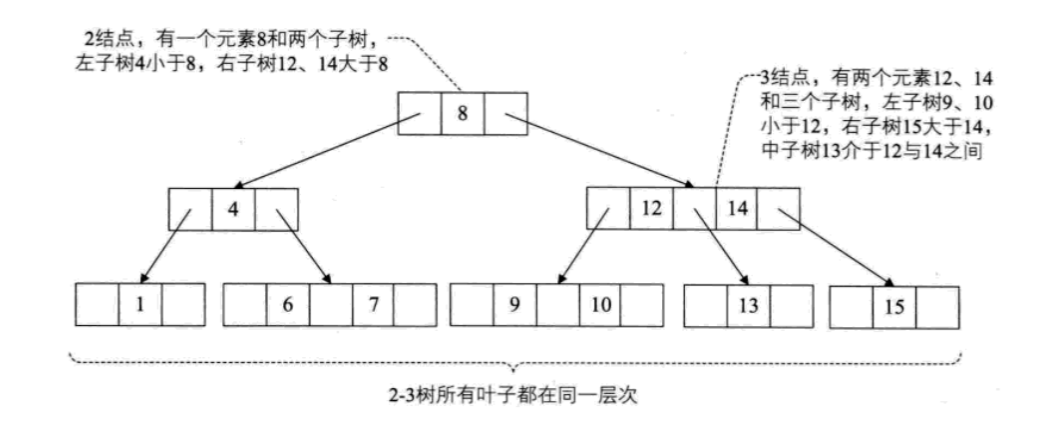 2结点，有一个元素8和两个子树，
左子树4小于8，右子树12、14大于8
3结点，有两个元素12、14
和三个子树，左子树9、10
小于12，右子树15大于14，
中子树13介于12与14之间
8
4
12 14
1
6 7
9 10
13
15
2-3树所有叶子都在同一层次